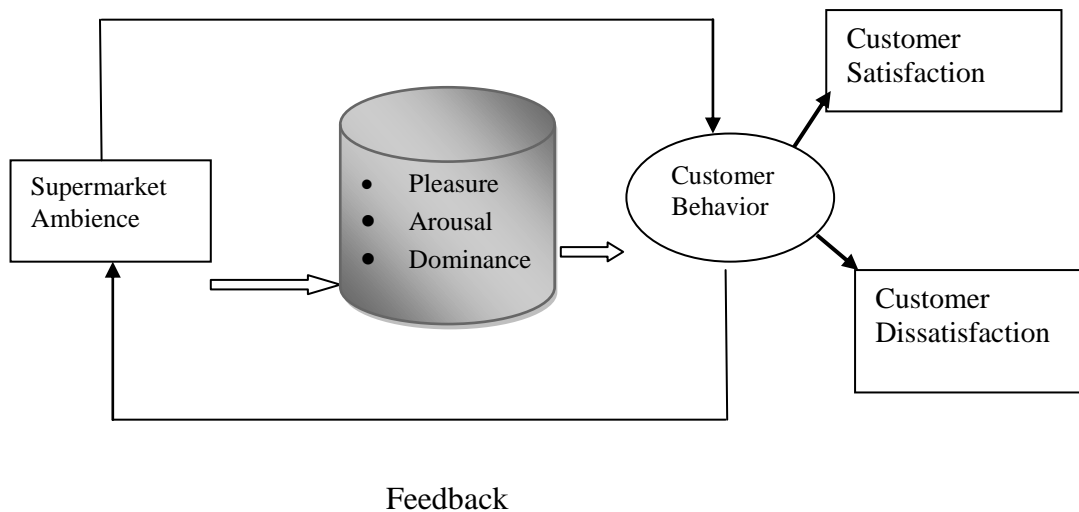 Customer
Satisfaction
Supermarket
Ambience
• Pleasure
• Arousal
• Dominance
Customer
Behavior
Customer
Dissatisfaction
Feedback